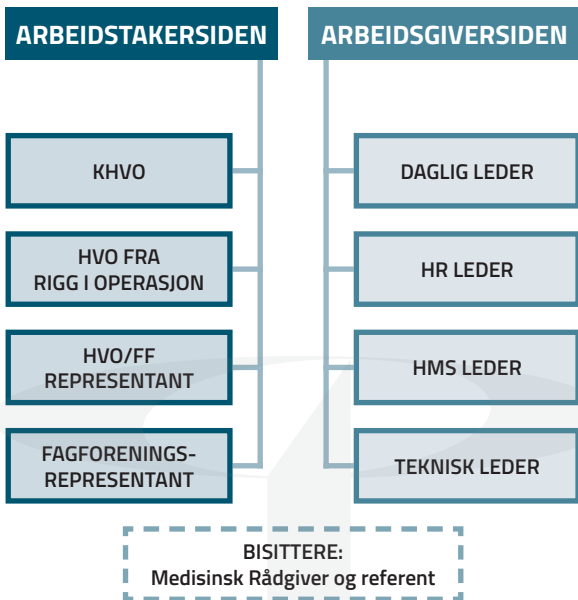 ARBEIDSTAKERSIDEN
KHVO
HVO FRA
RIGG I OPERASJON
HVO/FF
REPRESENTANT
FAGFORENINGS-
REPRESENTANT
ARBEIDSGIVERSIDEN
DAGLIG LEDER
HR LEDER
HMS LEDER
TEKNISK LEDER
BISITTERE:
Medisinsk Rådgiver og referent